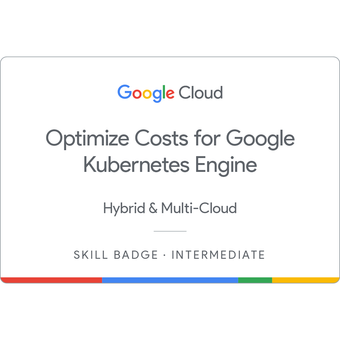 Google Cloud
Optimize Costs for Google
Kubernetes Engine
Hybrid & Multi-Cloud
SKILL BADGE · INTERMEDIATE